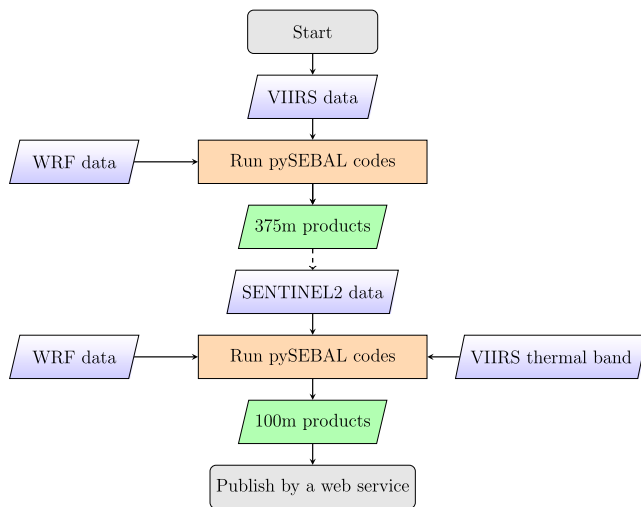 Start
VIIRS data
WRF data
Run pySEBAL codes
375m products
SENTINEL2 data
WRF data
Run pySEBAL codes
VIIRS thermal band
100m products
Publish by a web service